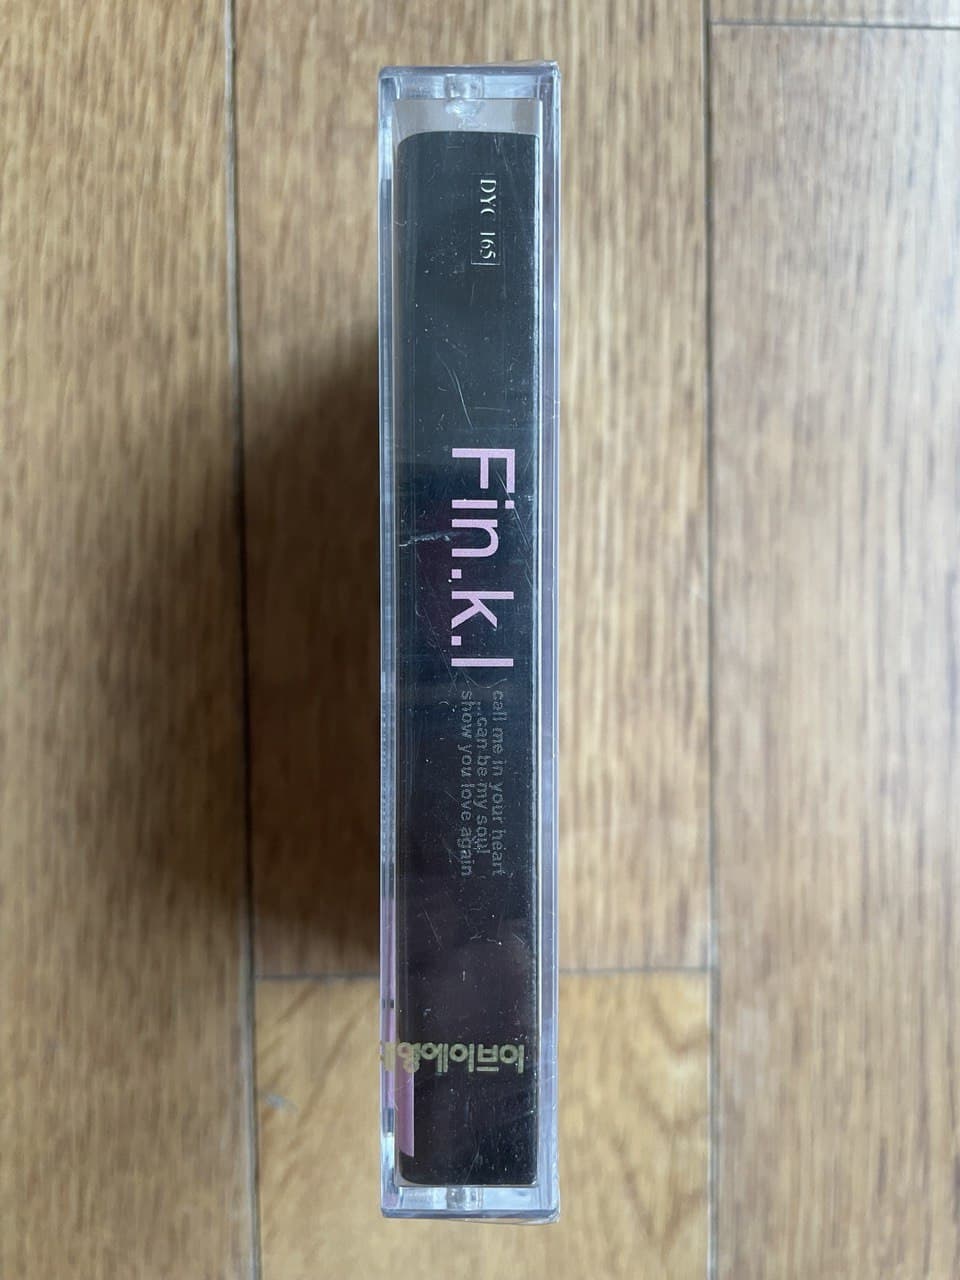 DYC 165
Fin.k.l
call me in your heart
...can be my soul
show you love again